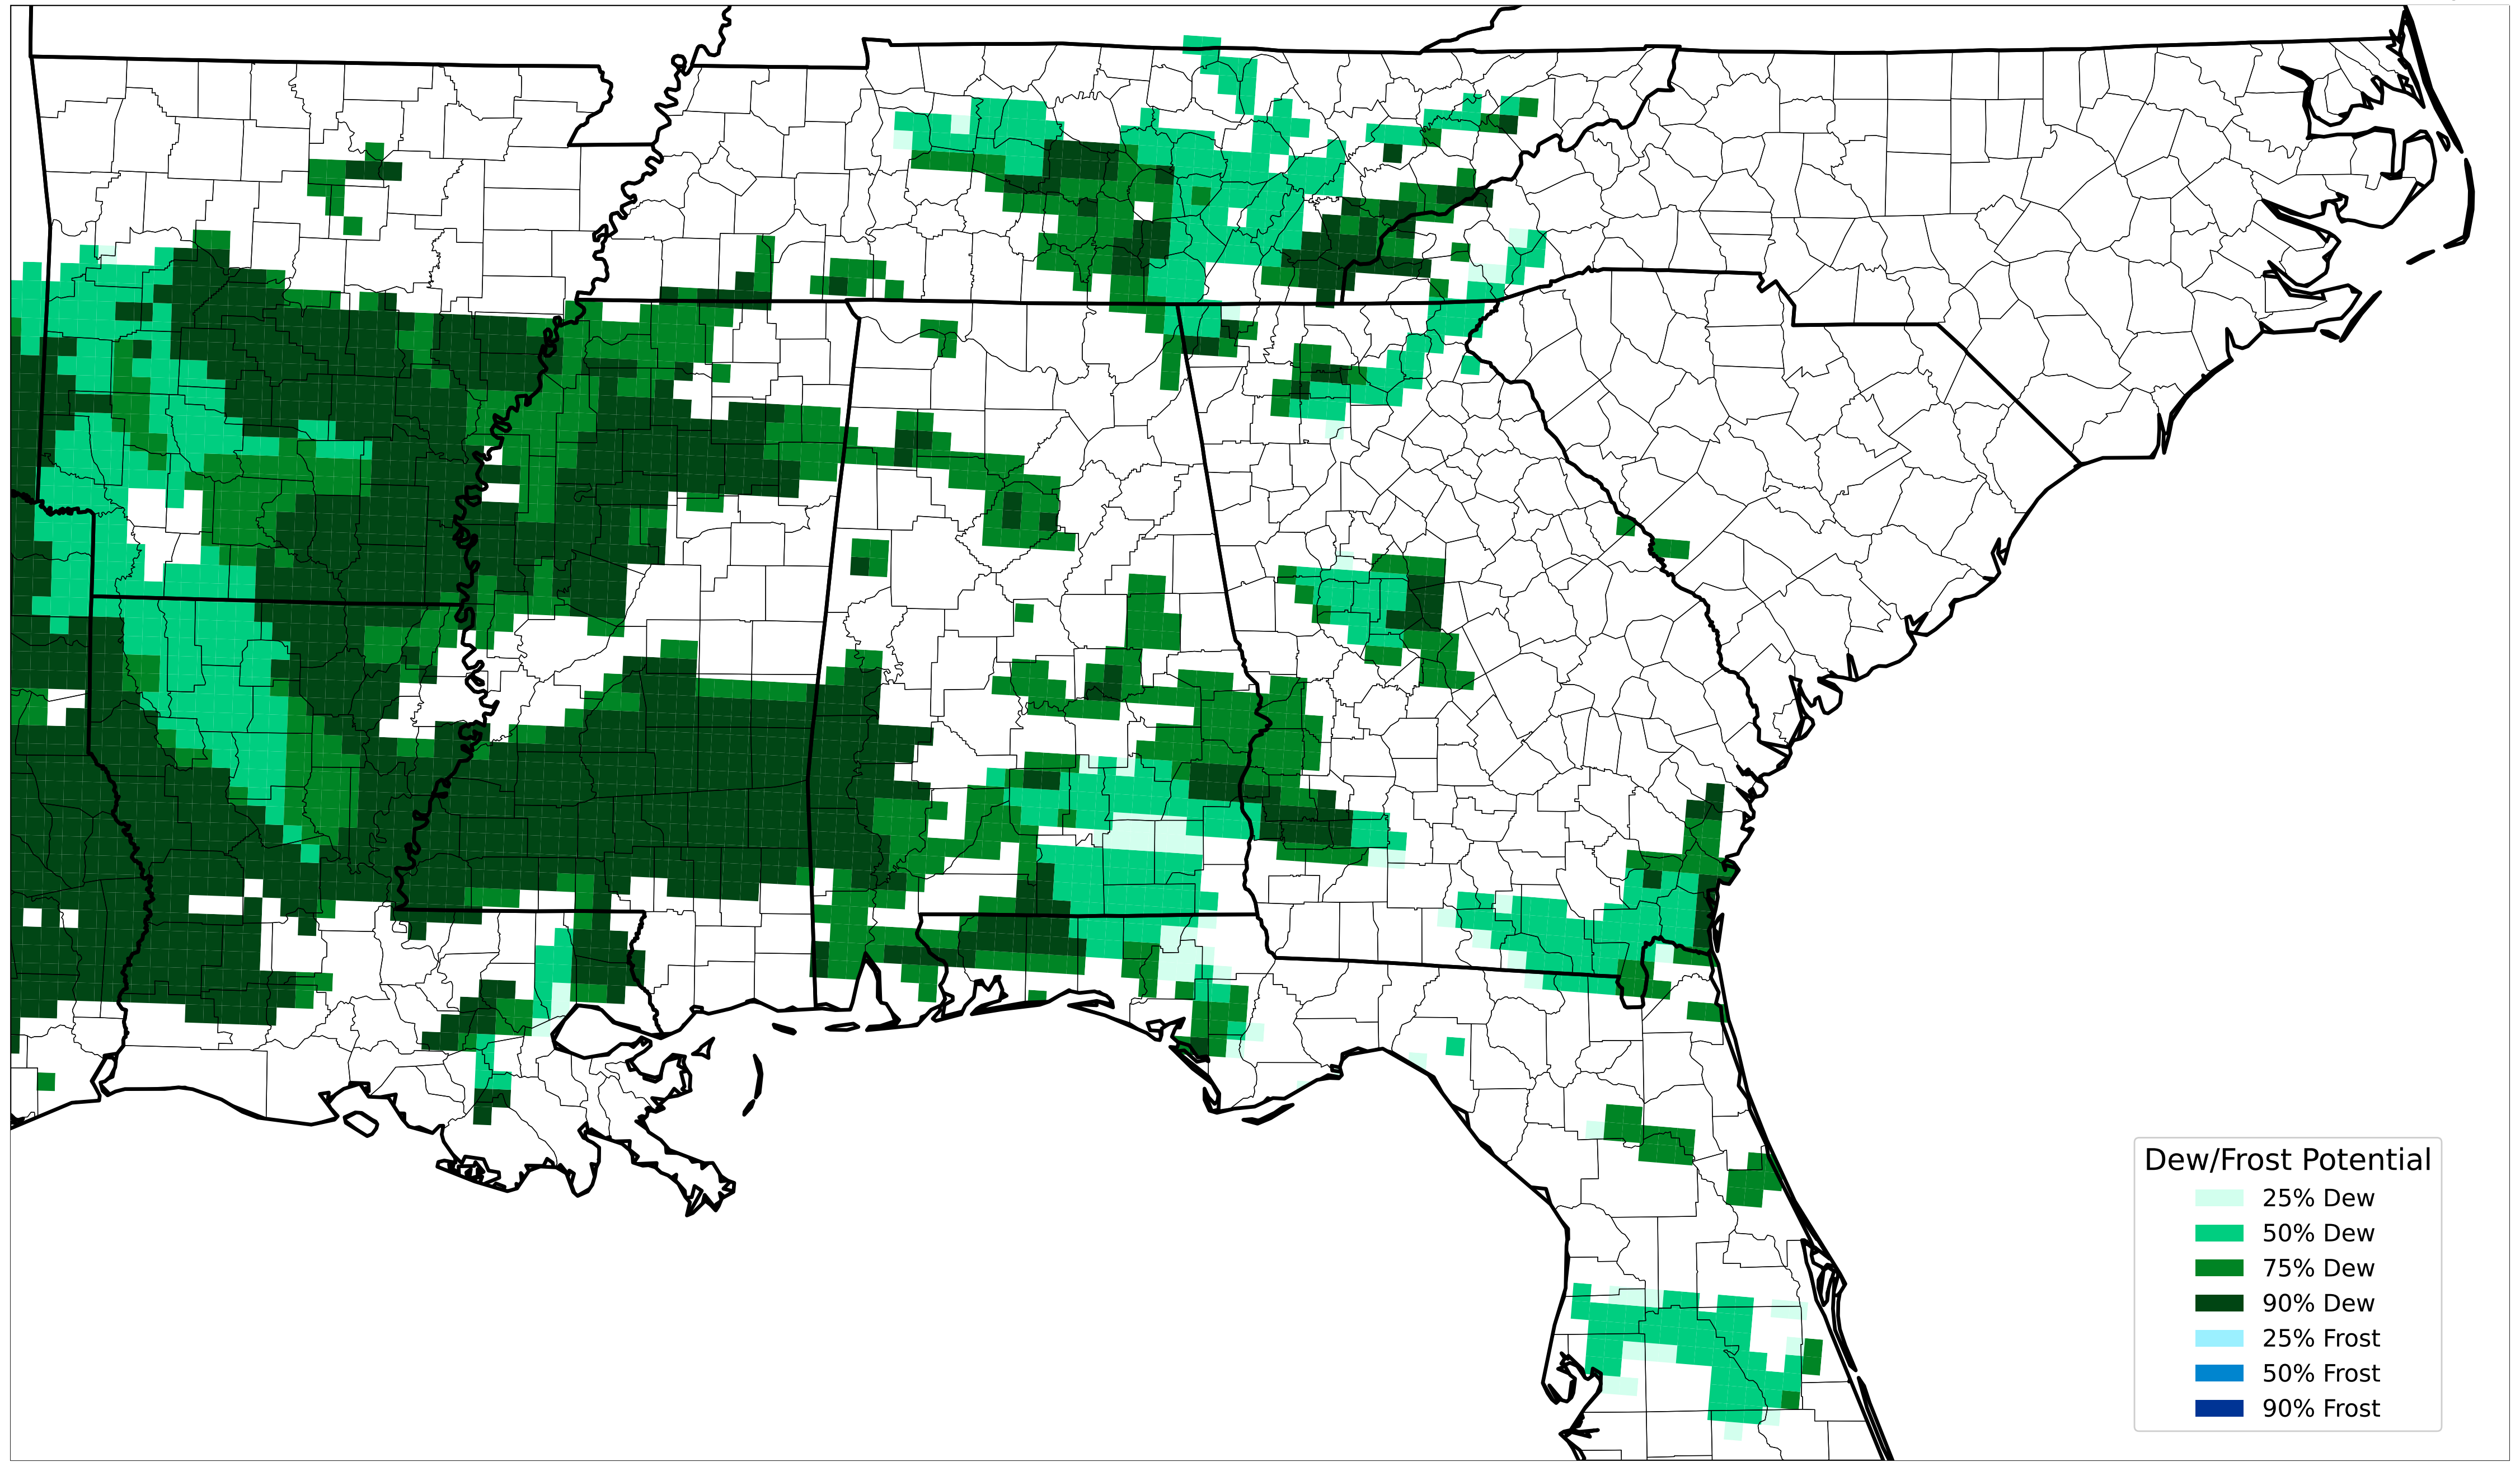 Dew/Frost Potential
25% Dew
50% Dew
75% Dew
90% Dew
25% Frost
50% Frost
90% Frost